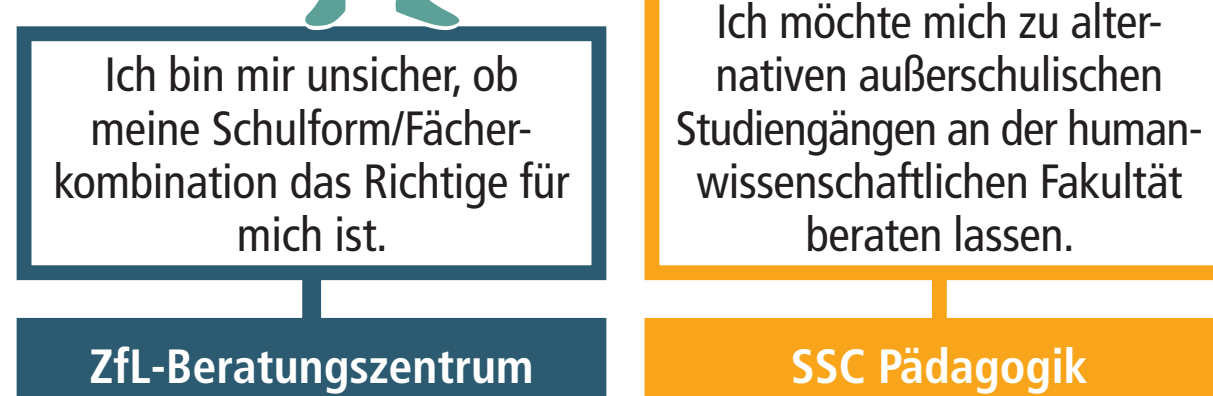 Ich bin mir unsicher, ob
meine Schulform/Fächer-
kombination das Richtige für
mich ist.
ZfL-Beratungszentrum
Ich möchte mich zu alter-
nativen außerschulischen
Studiengängen an der human-
wissenschaftlichen Fakultät
beraten lassen.
SSC Pädagogik